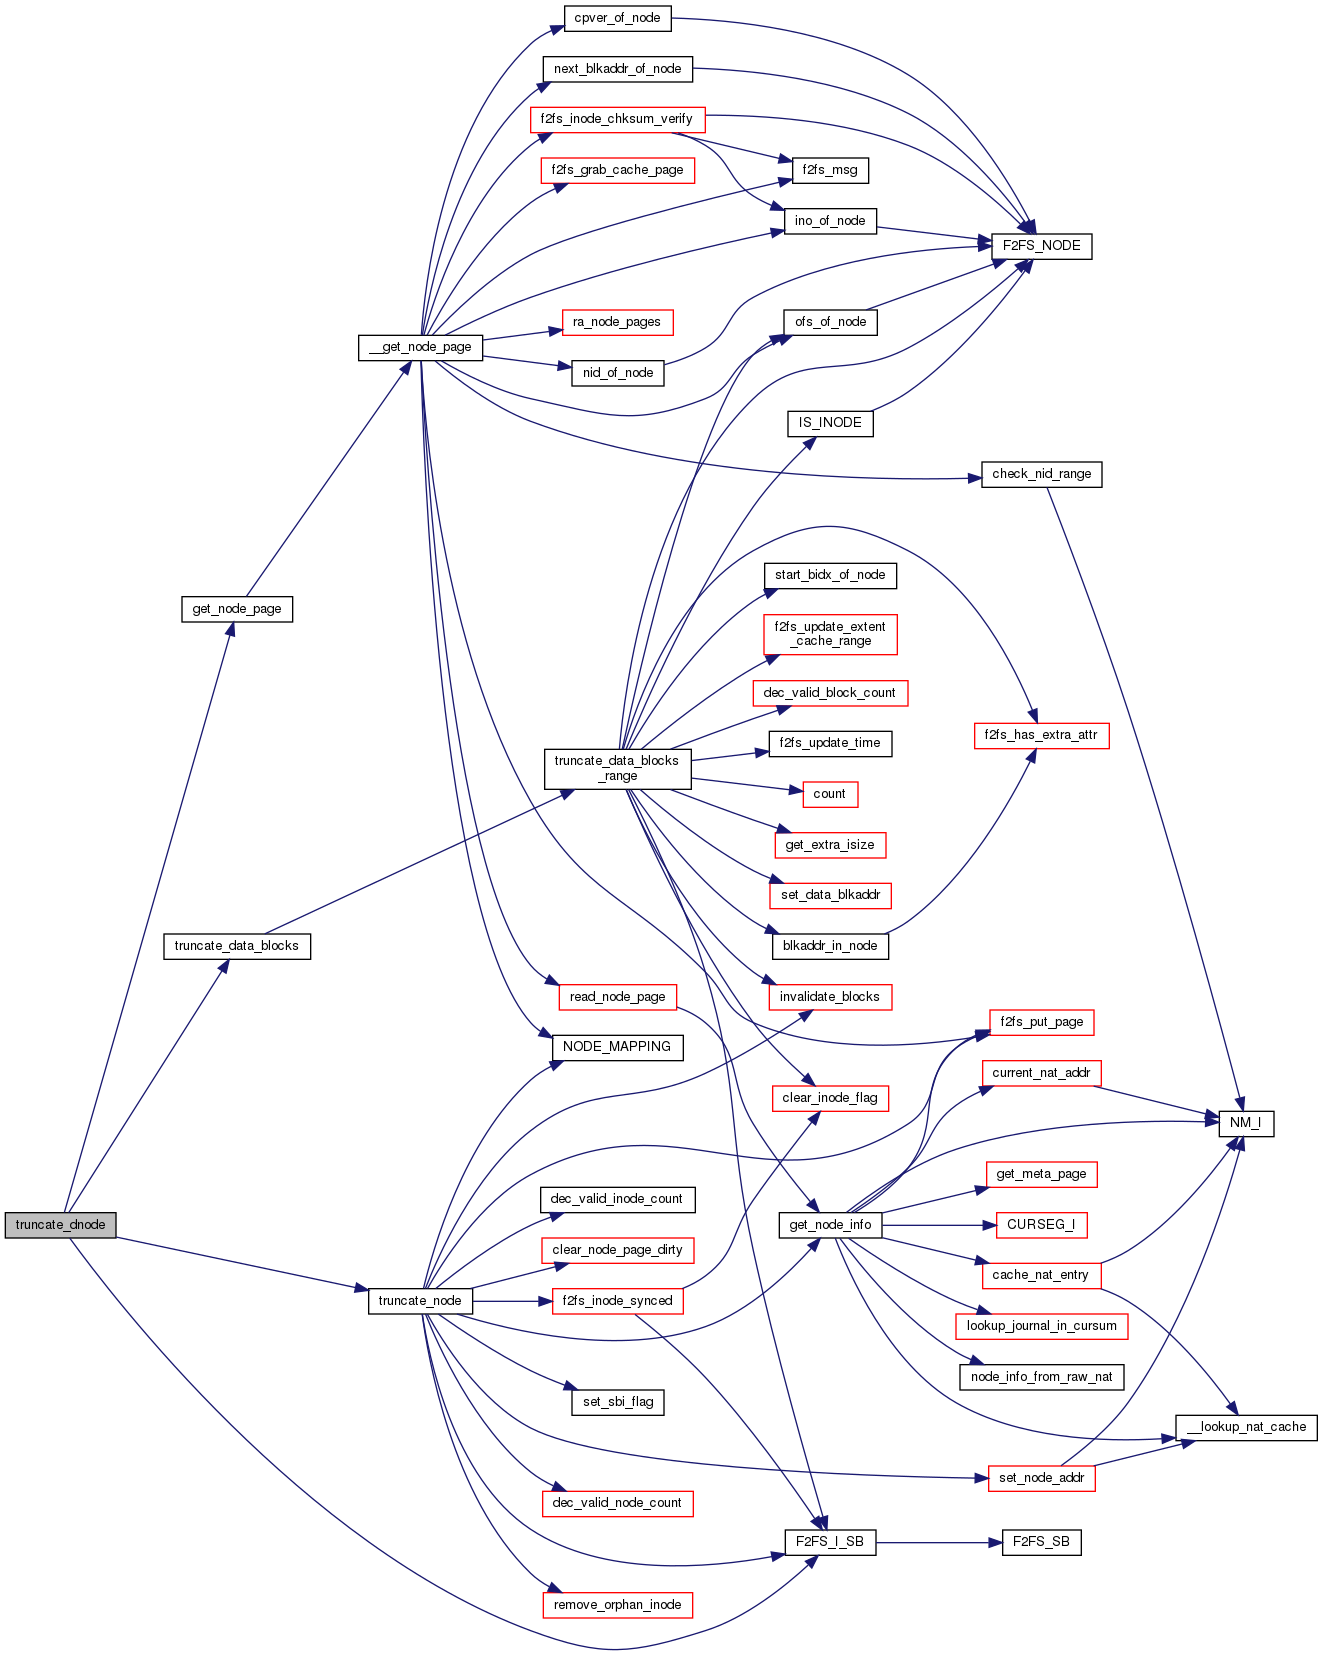 cpver_of_node
next_blkaddr_of_node
f2fs_inode_chksum_verify
f2fs_grab_cache_page
f2fs_msg
ino_of_node
F2FS_NODE
ra_node_pages
ofs_of_node
__get_node_page
nid_of_node
IS_INODE
check_nid_range
start_bidx_of_node
get_node_page
f2fs_update_extent
_cache_range
dec_valid_block_count
f2fs_has_extra_attr
f2fs_update_time
truncate_data_blocks
_range
count
get_extra_isize
set_data_blkaddr
truncate_data_blocks
blkaddr_in_node
read_node_page
invalidate_blocks
f2fs_put_page
NODE_MAPPING
current_nat_addr
clear_inode_flag
NM_I
get_meta_page
dec_valid_inode_count
truncate_dnode
get_node_info
CURSEG_I
clear_node_page_dirty
cache_nat_entry
truncate_node
f2fs_inode_synced
lookup_journal_in_cursum
node_info_from_raw_nat
set_sbi_flag
__lookup_nat_cache
set_node_addr
dec_valid_node_count
F2FS_I_SB
F2FS_SB
remove_orphan_inode